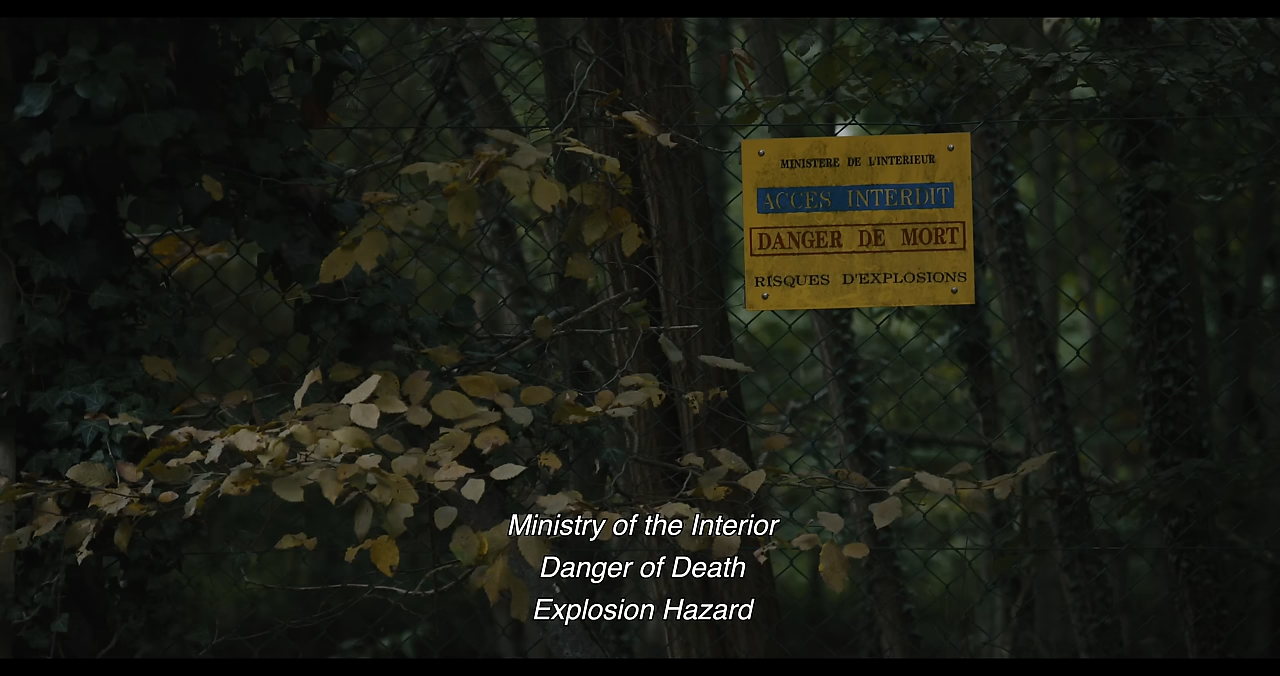 MINISTERE DE L'INTERIEUR
ACCES INTERDIT
DANGER DE MORT
RISQUES D'EXPLOSIONS
Ministry of the Interior
Danger of Death
Explosion Hazard